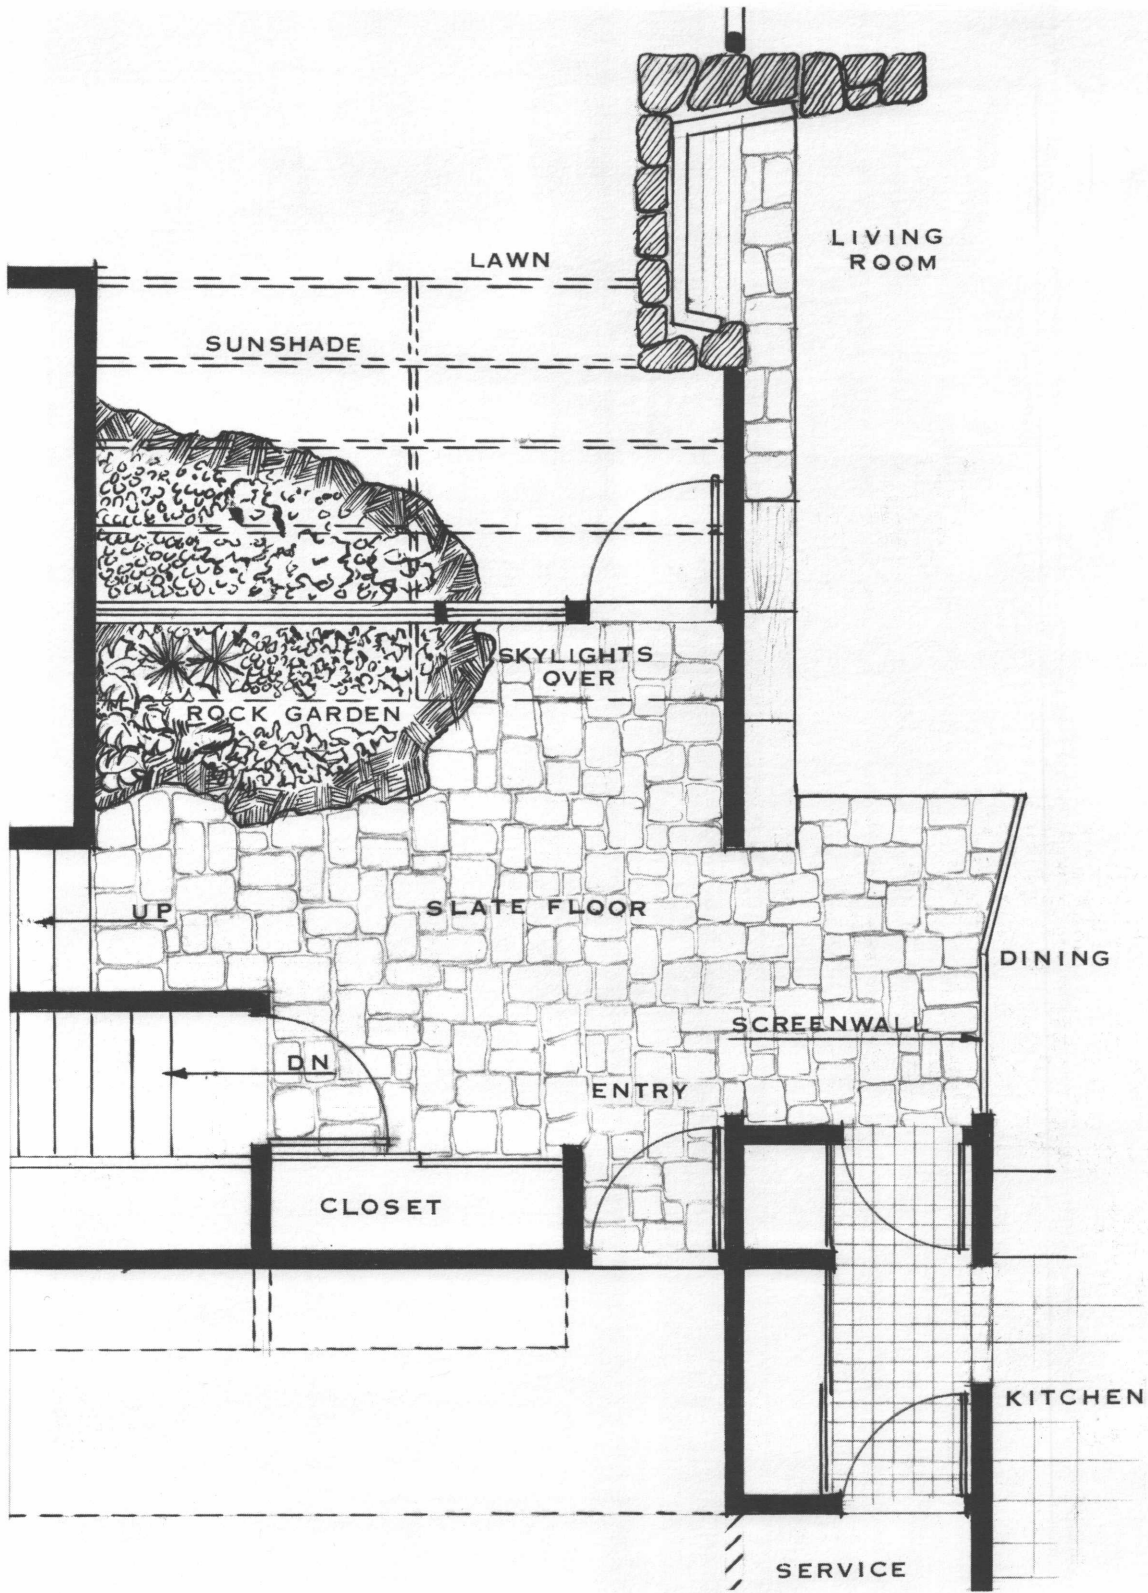 LIVING
ROOM
LAWN
SUNSHADE
SKYLIGHTS
OVER
ROCK GARDEN
UP
SLATE FLOOR
DINING
SCREENWALL
DN
ENTRY
CLOSET
KITCHEN
SERVICE